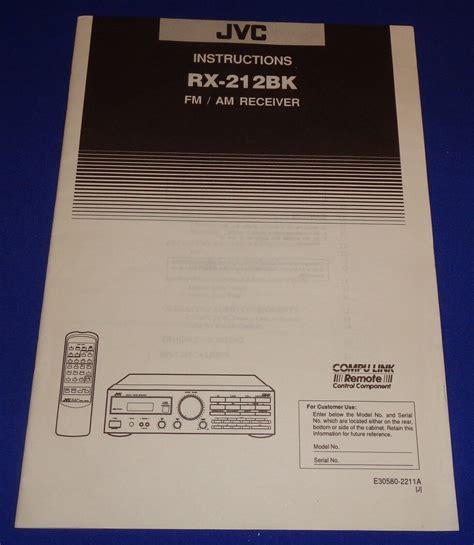 JVC
INSTRUCTIONS
RX-212BK
FM / AM RECEIVER
COMPU LINK
Remote
Control Component
For Customer Use:
Enter below the Model No. and Serial
No. which are located either on the rear,
bottom or side of the cabinet. Retain this
information for future reference.
Model No.
Serial No.
JVC
E30580-2211A